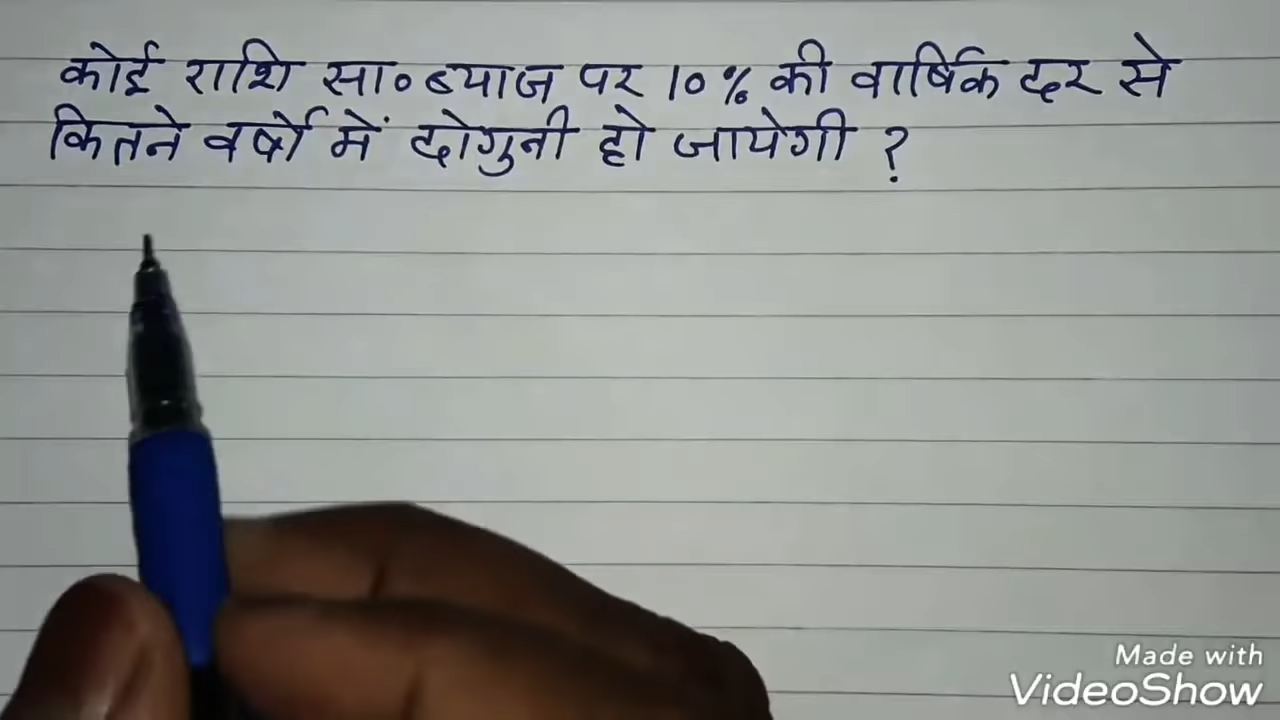 कोई राशि सा० ब्याज पर 10% की वार्षिक दर से
कितने वर्षों में दोगुनी हो जायेगी ?
Made with
VideoShow